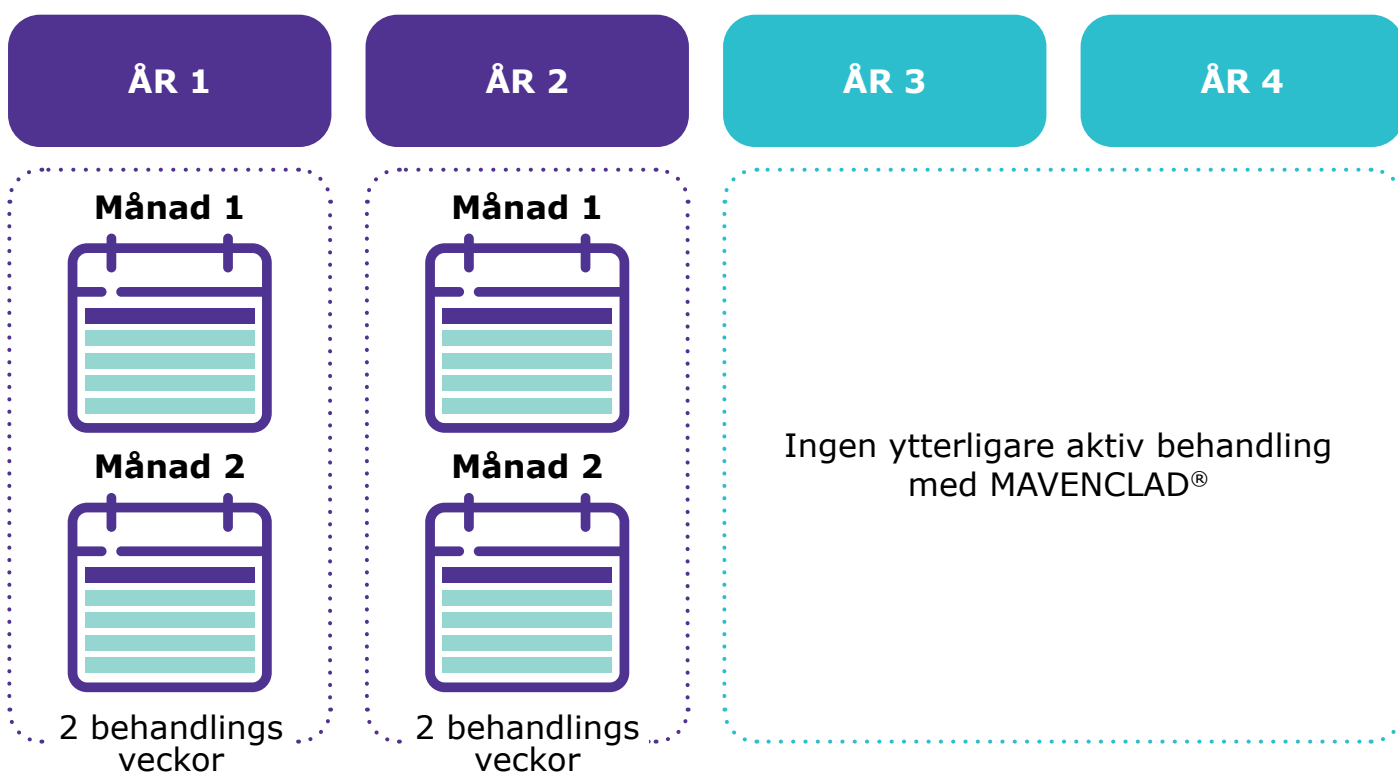 ÅR 1
ÅR 2
ÅR 3
ÅR 4
Månad 1
Månad 2
2 behandlings
veckor
Månad 1
Månad 2
2 behandlings
veckor
Ingen ytterligare aktiv behandling
med MAVENCLAD®